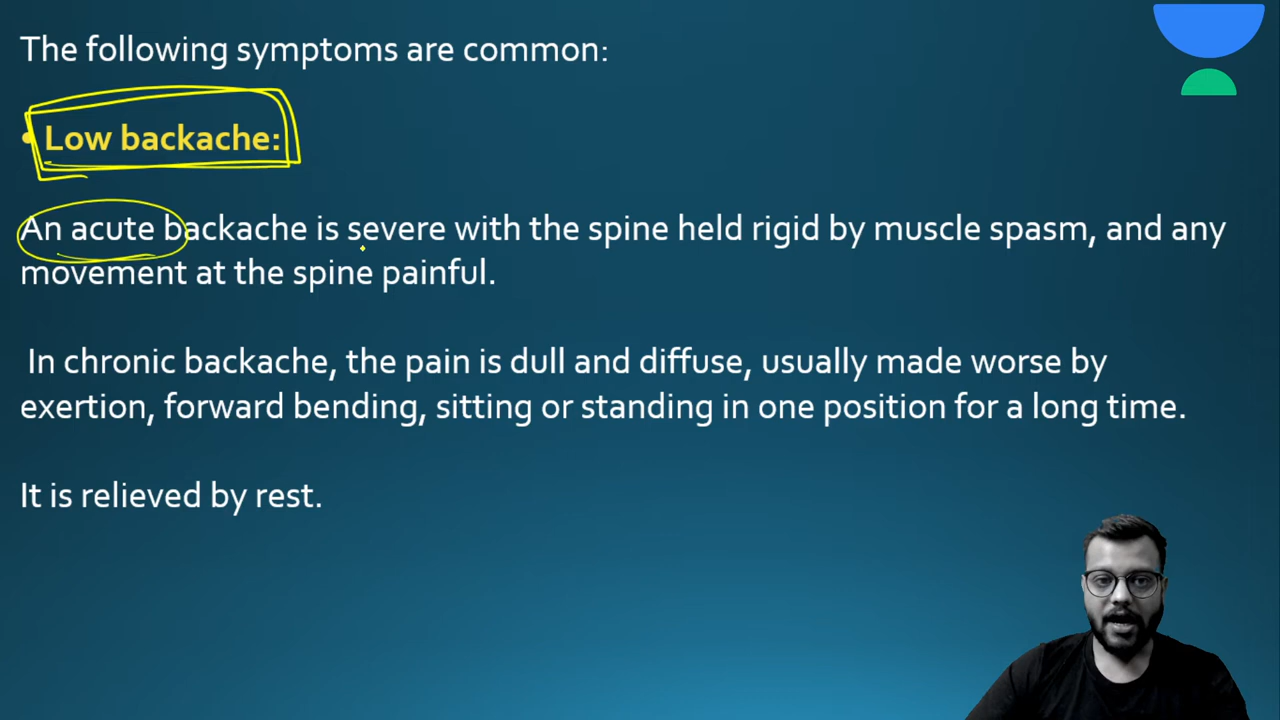 The following symptoms are common:
• Low backache:
An acute backache is severe with the spine held rigid by muscle spasm, and any
movement at the spine painful.
In chronic backache, the pain is dull and diffuse, usually made worse by
exertion, forward bending, sitting or standing in one position for a long time.
It is relieved by rest.